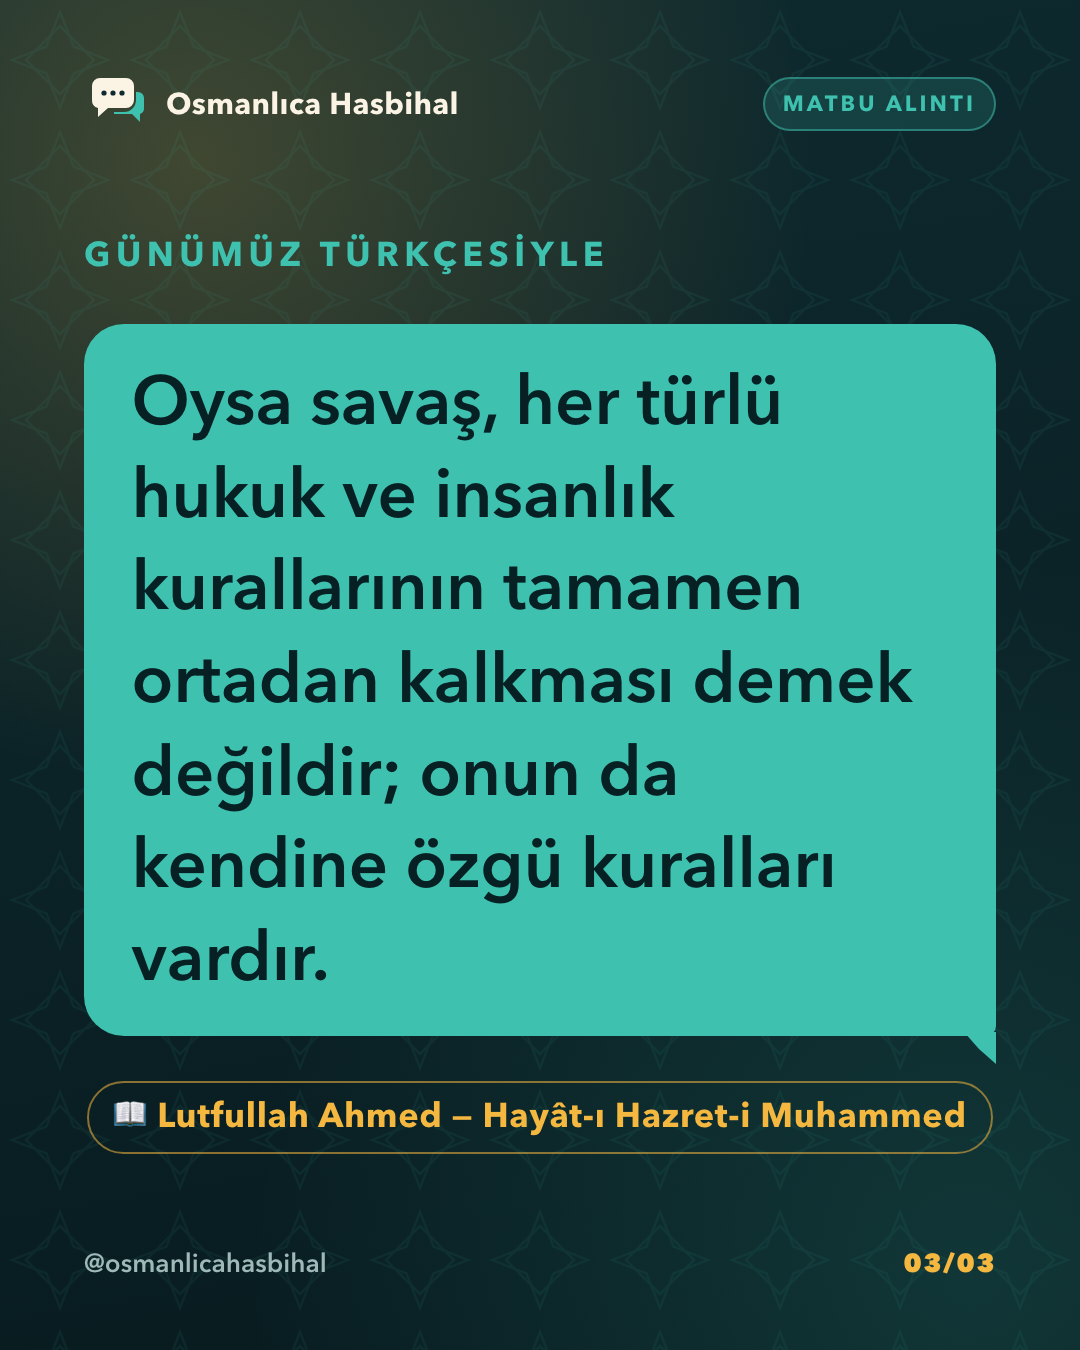 Osmanlıca Hasbihal
MATBU ALINTI
GÜNÜMÜZ TÜRKÇESİYLE
Oysa savaş, her türlü
hukuk ve insanlık
kurallarının tamamen
ortadan kalkması demek
değildir; onun da
kendine özgü kuralları
vardır.
📖 Lutfullah Ahmed – Hayât-ı Hazret-i Muhammed
@osmanlicahasbihal
03/03